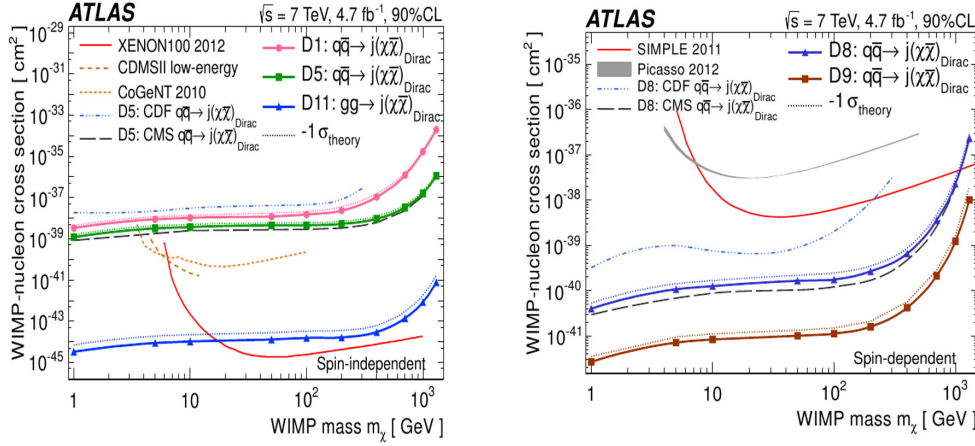 ATLAS
√s = 7 TeV, 4.7 fb⁻¹, 90%CL
WIMP-nucleon cross section [ cm² ]
10⁻²⁹
10⁻³¹
10⁻³³
10⁻³⁵
10⁻³⁷
10⁻³⁹
10⁻⁴¹
10⁻⁴³
10⁻⁴⁵
XENON100 2012
CDMSII low-energy
CoGeNT 2010
D5: CDF qq̅→ j(χχ̅)Dirac
D5: CMS qq̅→ j(χχ̅)Dirac
D1: qq̅→ j(χχ̅)Dirac
D5: qq̅→ j(χχ̅)Dirac
D11: gg→ j(χχ̅)Dirac
-1 σtheory
Spin-independent
1 10 10² 10³
WIMP mass mχ [ GeV ]
ATLAS
√s = 7 TeV, 4.7 fb⁻¹, 90%CL
WIMP-nucleon cross section [ cm² ]
10⁻³⁵
10⁻³⁶
10⁻³⁷
10⁻³⁸
10⁻³⁹
10⁻⁴⁰
10⁻⁴¹
SIMPLE 2011
Picasso 2012
D8: CDF qq̅→ j(χχ̅)Dirac
D8: CMS qq̅→ j(χχ̅)Dirac
D8: qq̅→ j(χχ̅)Dirac
D9: qq̅→ j(χχ̅)Dirac
-1 σtheory
Spin-dependent
1 10 10² 10³
WIMP mass mχ [ GeV ]